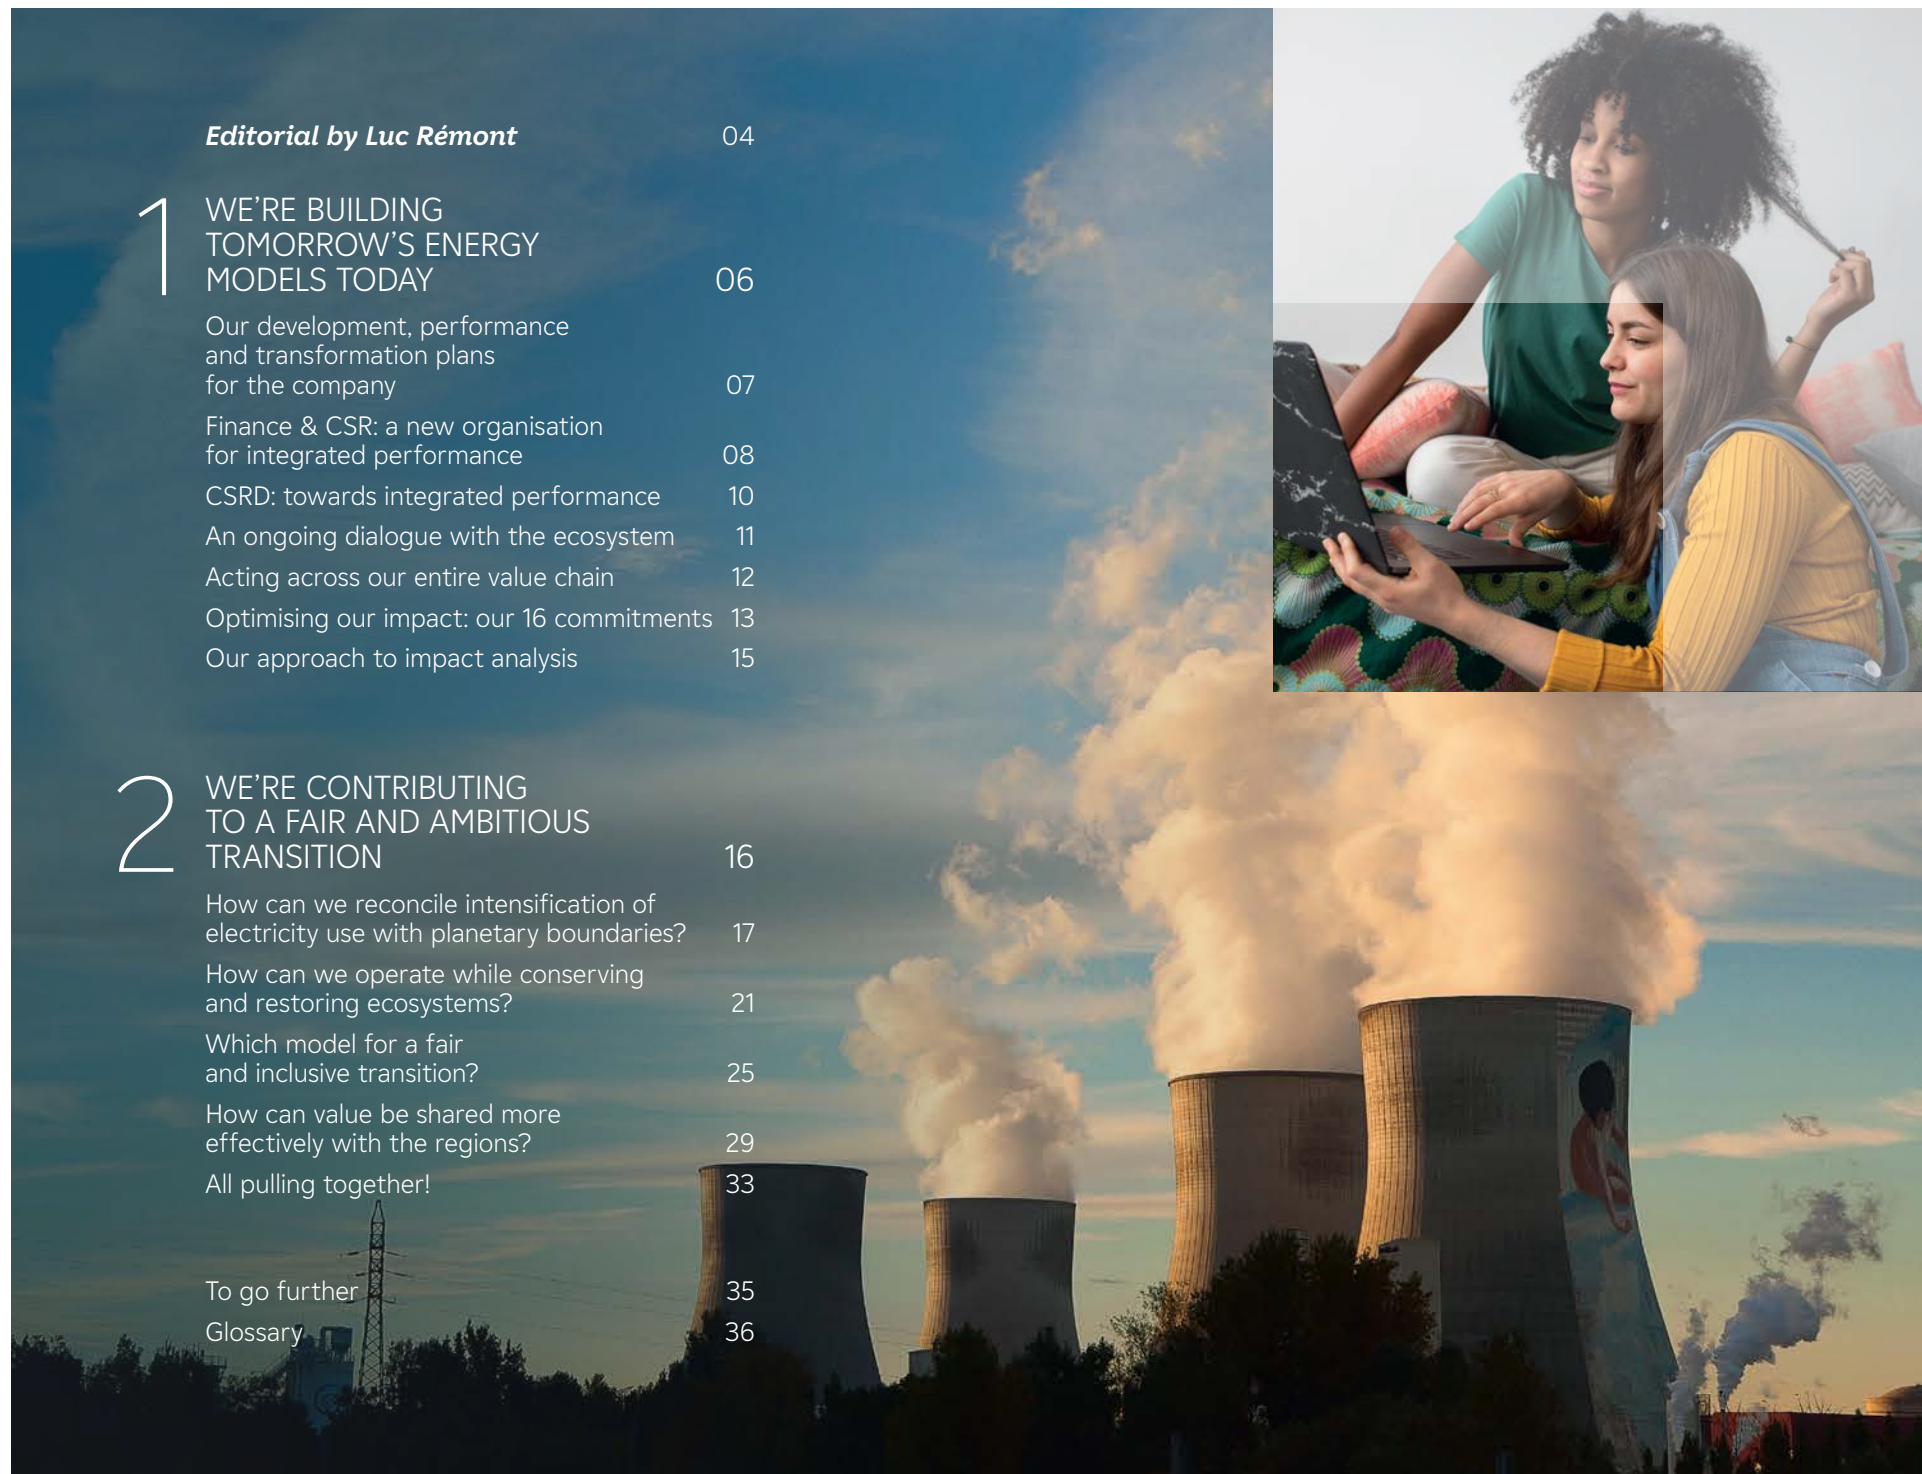 Editorial by Luc Rémont 04
1
WE’RE BUILDING
TOMORROW’S ENERGY
MODELS TODAY 06
Our development, performance
and transformation plans
for the company 07
Finance & CSR: a new organisation
for integrated performance 08
CSRD: towards integrated performance 10
An ongoing dialogue with the ecosystem 11
Acting across our entire value chain 12
Optimising our impact: our 16 commitments 13
Our approach to impact analysis 15
2
WE’RE CONTRIBUTING
TO A FAIR AND AMBITIOUS
TRANSITION 16
How can we reconcile intensification of
electricity use with planetary boundaries? 17
How can we operate while conserving
and restoring ecosystems? 21
Which model for a fair
and inclusive transition? 25
How can value be shared more
effectively with the regions? 29
All pulling together! 33
To go further 35
Glossary 36